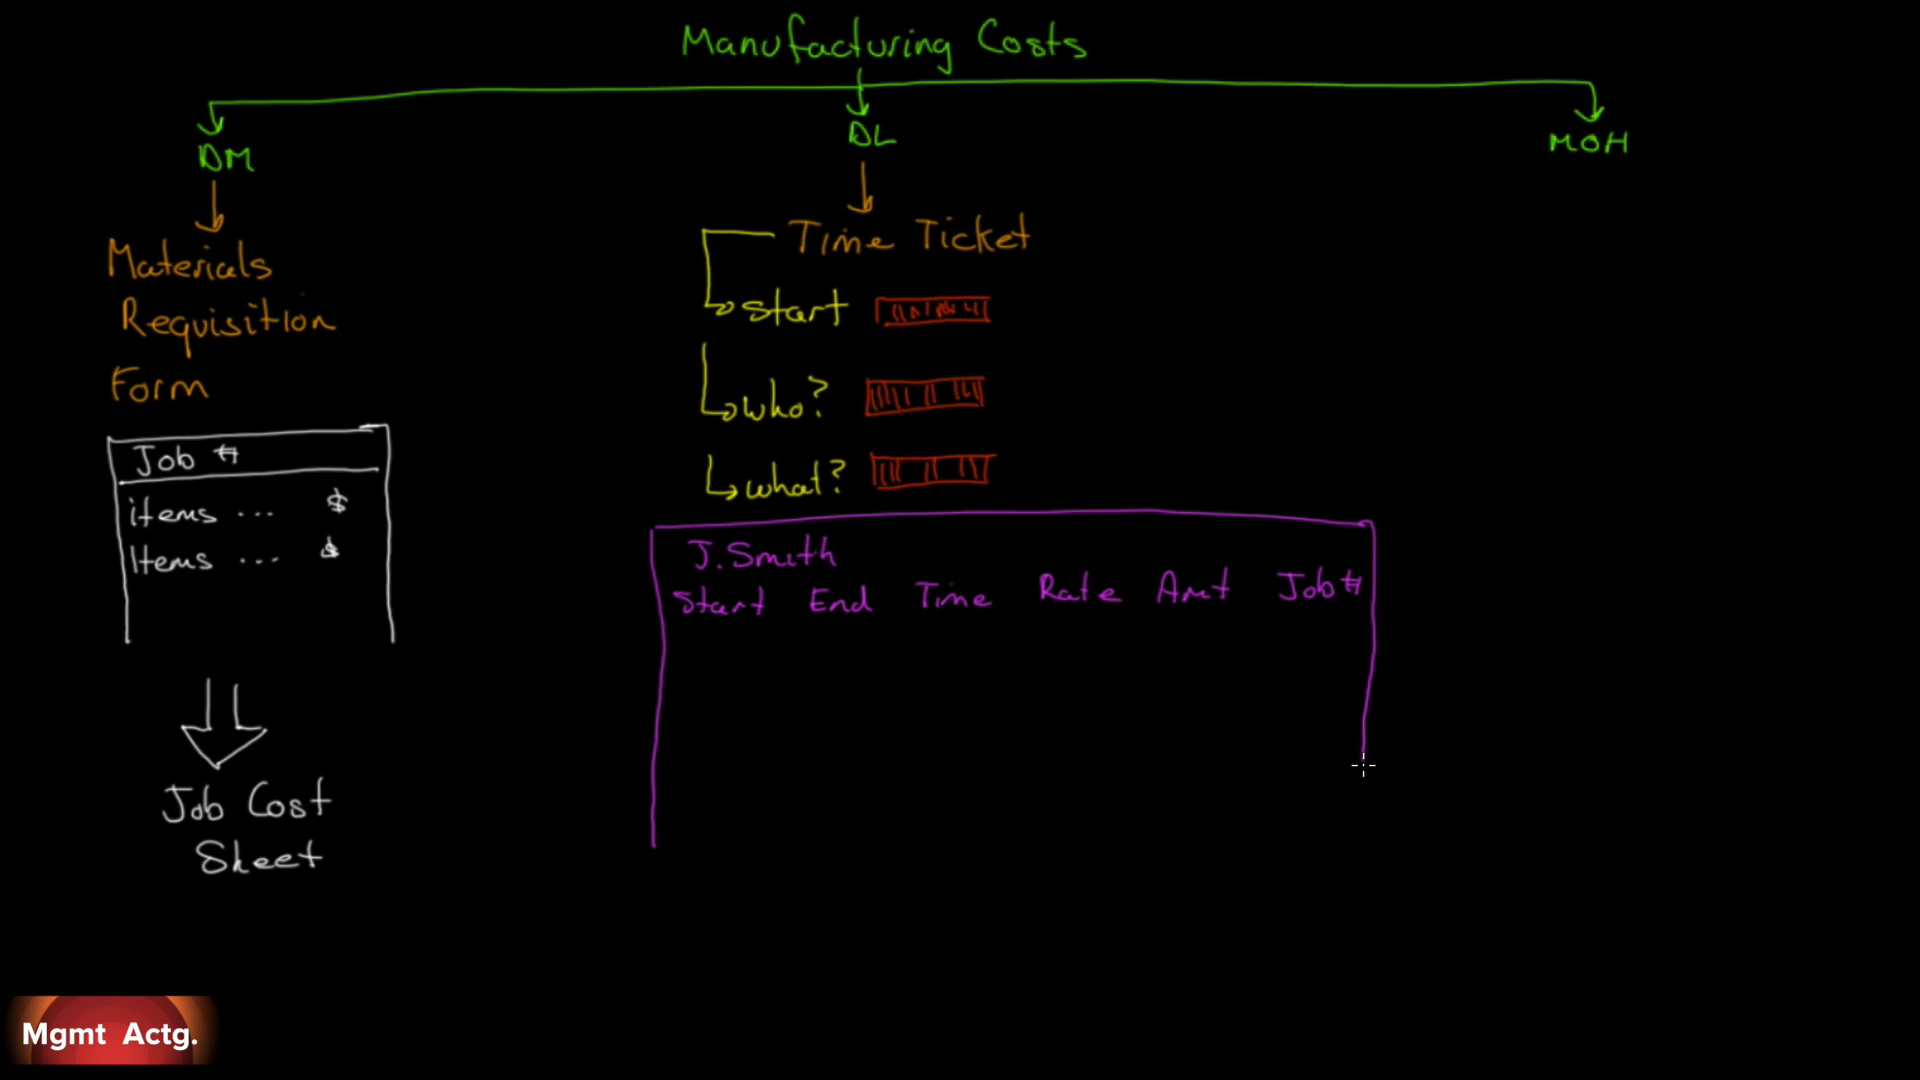 Manufacturing Costs
DM
DL
MOH
Materials
Requisition
Form
Job #
items ... $
Items ... $
Job Cost
Sheet
Time Ticket
start
who?
what?
J. Smith
Start End Time Rate Amt Job #
Mgmt Actg.